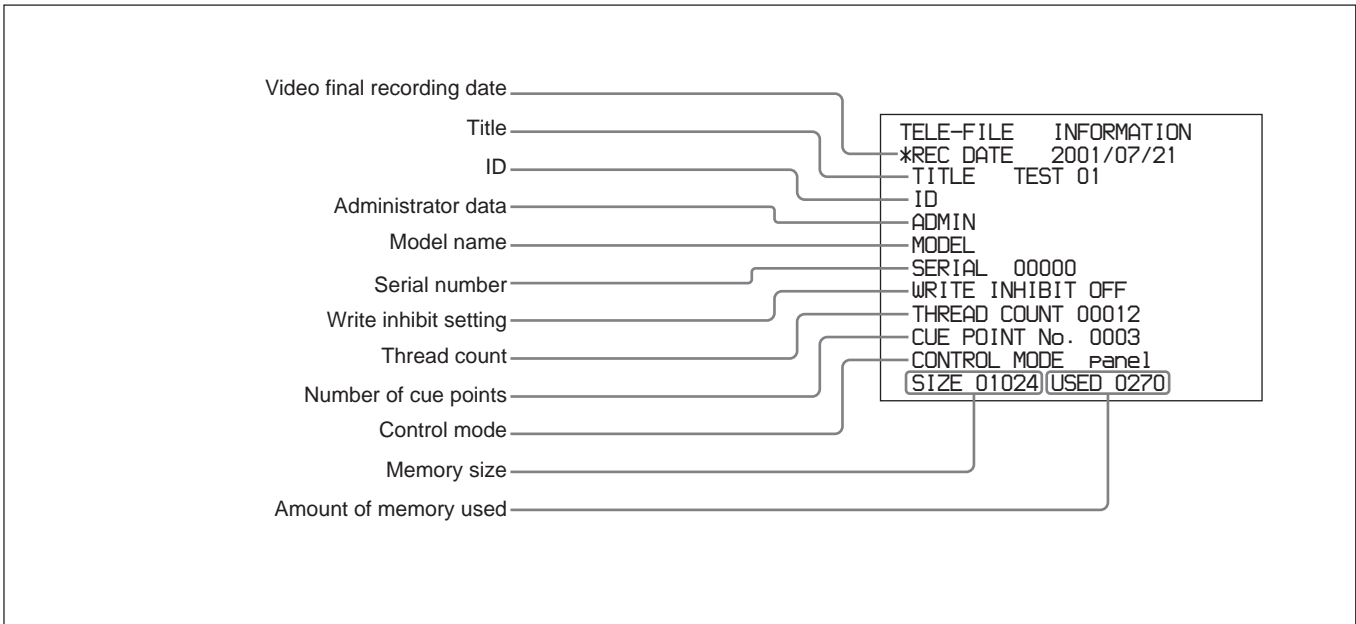 Video final recording date
Title
ID
Administrator data
Model name
Serial number
Write inhibit setting
Thread count
Number of cue points
Control mode
Memory size
Amount of memory used
TELE-FILE INFORMATION
*REC DATE 2001/07/21
TITLE TEST 01
ID
ADMIN
MODEL
SERIAL 00000
WRITE INHIBIT OFF
THREAD COUNT 00012
CUE POINT No. 0003
CONTROL MODE panel
SIZE 01024 USED 0270